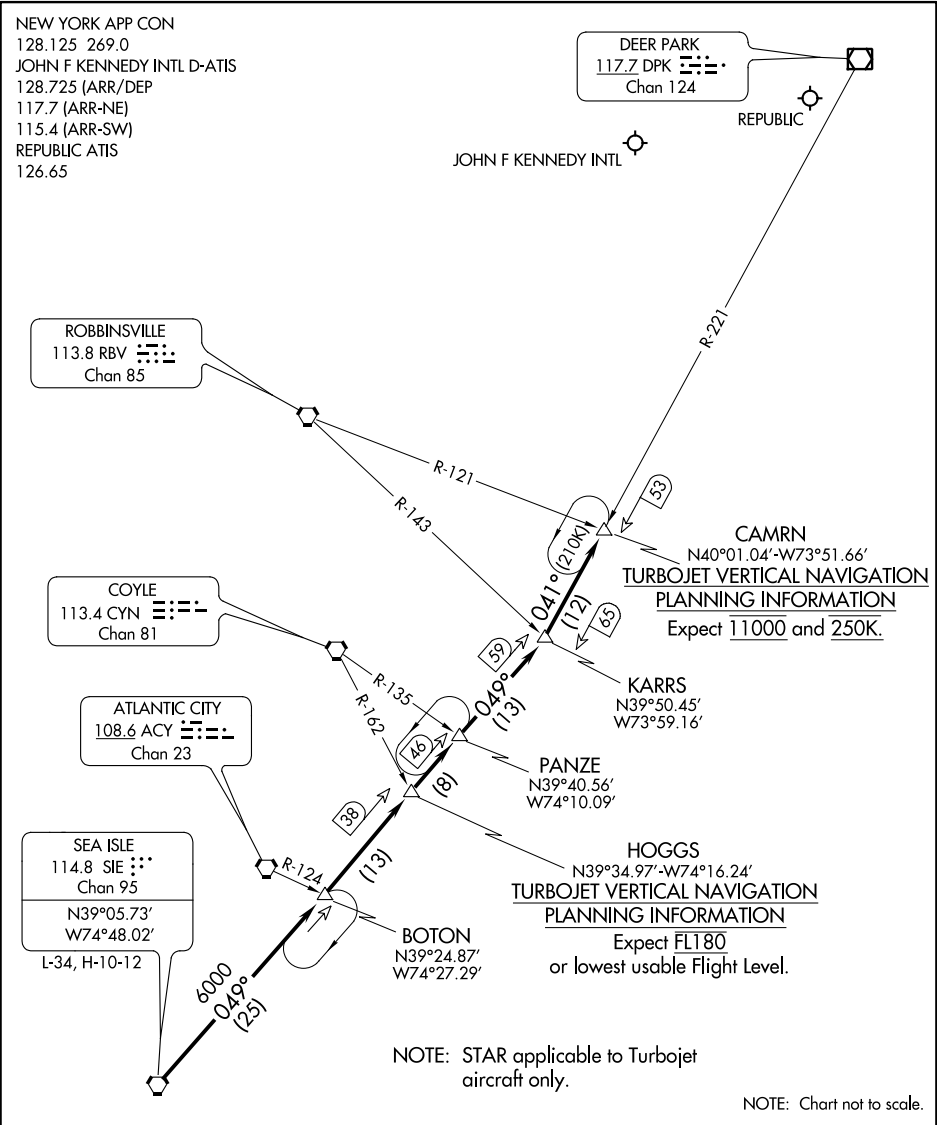 NEW YORK APP CON
128.125 269.0
JOHN F KENNEDY INTL D-ATIS
128.725 (ARR/DEP
117.7 (ARR-NE)
115.4 (ARR-SW)
REPUBLIC ATIS
126.65
DEER PARK
117.7 DPK
Chan 124
REPUBLIC
JOHN F KENNEDY INTL
R-221
ROBBINSVILLE
113.8 RBV
Chan 85
R-121
R-143
53
(210K)
041°
(12)
CAMRN
N40°01.04′-W73°51.66′
TURBOJET VERTICAL NAVIGATION
PLANNING INFORMATION
Expect 11000 and 250K.
COYLE
113.4 CYN
Chan 81
R-135
R-162
59
65
049°
(13)
KARRS
N39°50.45′
W73°59.16′
ATLANTIC CITY
108.6 ACY
Chan 23
46
(8)
PANZE
N39°40.56′
W74°10.09′
38
(13)
HOGGS
N39°34.97′-W74°16.24′
TURBOJET VERTICAL NAVIGATION
PLANNING INFORMATION
Expect FL180
or lowest usable Flight Level.
SEA ISLE
114.8 SIE
Chan 95
N39°05.73′
W74°48.02′
L-34, H-10-12
R-124
BOTON
N39°24.87′
W74°27.29′
6000
049°
(25)
NOTE: STAR applicable to Turbojet
aircraft only.
NOTE: Chart not to scale.